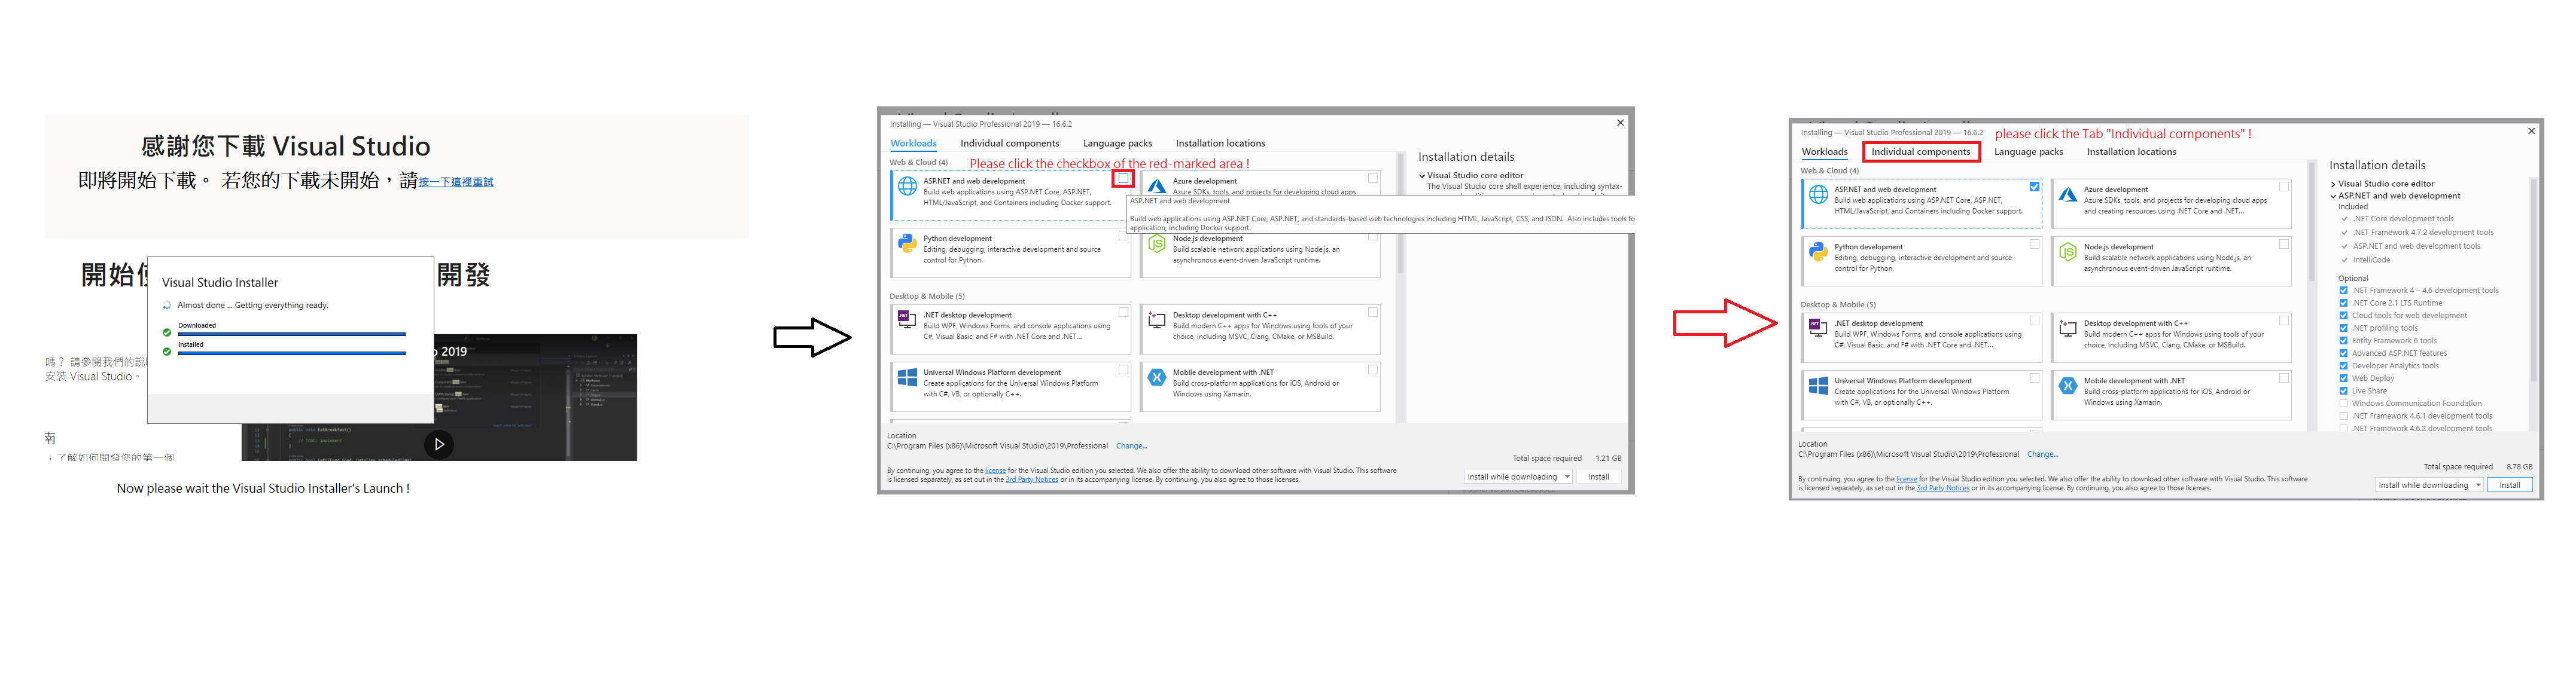 感謝您下載 Visual Studio
即將開始下載。 若您的下載未開始，請按一下這裡重試
開始使
開發
Visual Studio Installer
Almost done ... Getting everything ready.
Downloaded
Installed
o 2019
嗎？ 請參閱我們的說明
安裝 Visual Studio。
· 了解如何開發您的第一個
Now please wait the Visual Studio Installer's Launch !
Installing — Visual Studio Professional 2019 — 16.6.2
Workloads
Individual components
Language packs
Installation locations
Web & Cloud (4)
Please click the checkbox of the red-marked area !
ASP.NET and web development
Build web applications using ASP.NET Core, ASP.NET,
HTML/JavaScript, and Containers including Docker support.
Azure development
Azure SDKs, tools, and projects for developing cloud apps
ASP.NET and web development
Build web applications using ASP.NET Core, ASP.NET, and standards-based web technologies including HTML, JavaScript, CSS, and JSON. Also includes tools fo
application, including Docker support.
Python development
Editing, debugging, interactive development and source
control for Python.
Node.js development
Build scalable network applications using Node.js, an
asynchronous event-driven JavaScript runtime.
Desktop & Mobile (5)
.NET desktop development
Build WPF, Windows Forms, and console applications using
C#, Visual Basic, and F# with .NET Core and .NET...
Desktop development with C++
Build modern C++ apps for Windows using tools of your
choice, including MSVC, Clang, CMake, or MSBuild.
Universal Windows Platform development
Create applications for the Universal Windows Platform
with C#, VB, or optionally C++.
Mobile development with .NET
Build cross-platform applications for iOS, Android or
Windows using Xamarin.
Installation details
Visual Studio core editor
The Visual Studio core shell experience, including syntax-
Location
C:\Program Files (x86)\Microsoft Visual Studio\2019\Professional
Change...
Total space required 1.21 GB
By continuing, you agree to the license for the Visual Studio edition you selected. We also offer the ability to download other software with Visual Studio. This software
is licensed separately, as set out in the 3rd Party Notices or in its accompanying license. By continuing, you also agree to those licenses.
Install while downloading
Install
Installing — Visual Studio Professional 2019 — 16.6.2
please click the Tab "Individual components" !
Workloads
Individual components
Language packs
Installation locations
Web & Cloud (4)
ASP.NET and web development
Build web applications using ASP.NET Core, ASP.NET,
HTML/JavaScript, and Containers including Docker support.
Azure development
Azure SDKs, tools, and projects for developing cloud apps
and creating resources using .NET Core and .NET...
Python development
Editing, debugging, interactive development and source
control for Python.
Node.js development
Build scalable network applications using Node.js, an
asynchronous event-driven JavaScript runtime.
Desktop & Mobile (5)
.NET desktop development
Build WPF, Windows Forms, and console applications using
C#, Visual Basic, and F# with .NET Core and .NET...
Desktop development with C++
Build modern C++ apps for Windows using tools of your
choice, including MSVC, Clang, CMake, or MSBuild.
Universal Windows Platform development
Create applications for the Universal Windows Platform
with C#, VB, or optionally C++.
Mobile development with .NET
Build cross-platform applications for iOS, Android or
Windows using Xamarin.
Installation details
Visual Studio core editor
ASP.NET and web development
Included
.NET Core development tools
.NET Framework 4.7.2 development tools
ASP.NET and web development tools
IntelliCode
Optional
.NET Framework 4 – 4.6 development tools
.NET Core 2.1 LTS Runtime
Cloud tools for web development
.NET profiling tools
Entity Framework 6 tools
Advanced ASP.NET features
Developer Analytics tools
Web Deploy
Live Share
Windows Communication Foundation
.NET Framework 4.6.1 development tools
.NET Framework 4.6.2 development tools
Location
C:\Program Files (x86)\Microsoft Visual Studio\2019\Professional
Change...
Total space required 8.78 GB
By continuing, you agree to the license for the Visual Studio edition you selected. We also offer the ability to download other software with Visual Studio. This software
is licensed separately, as set out in the 3rd Party Notices or in its accompanying license. By continuing, you also agree to those licenses.
Install while downloading
Install